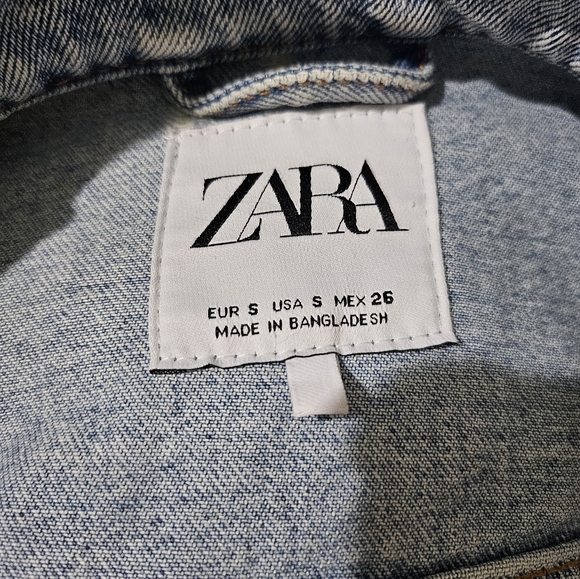 ZARA
EUR S USA S MEX 26
MADE IN BANGLADESH